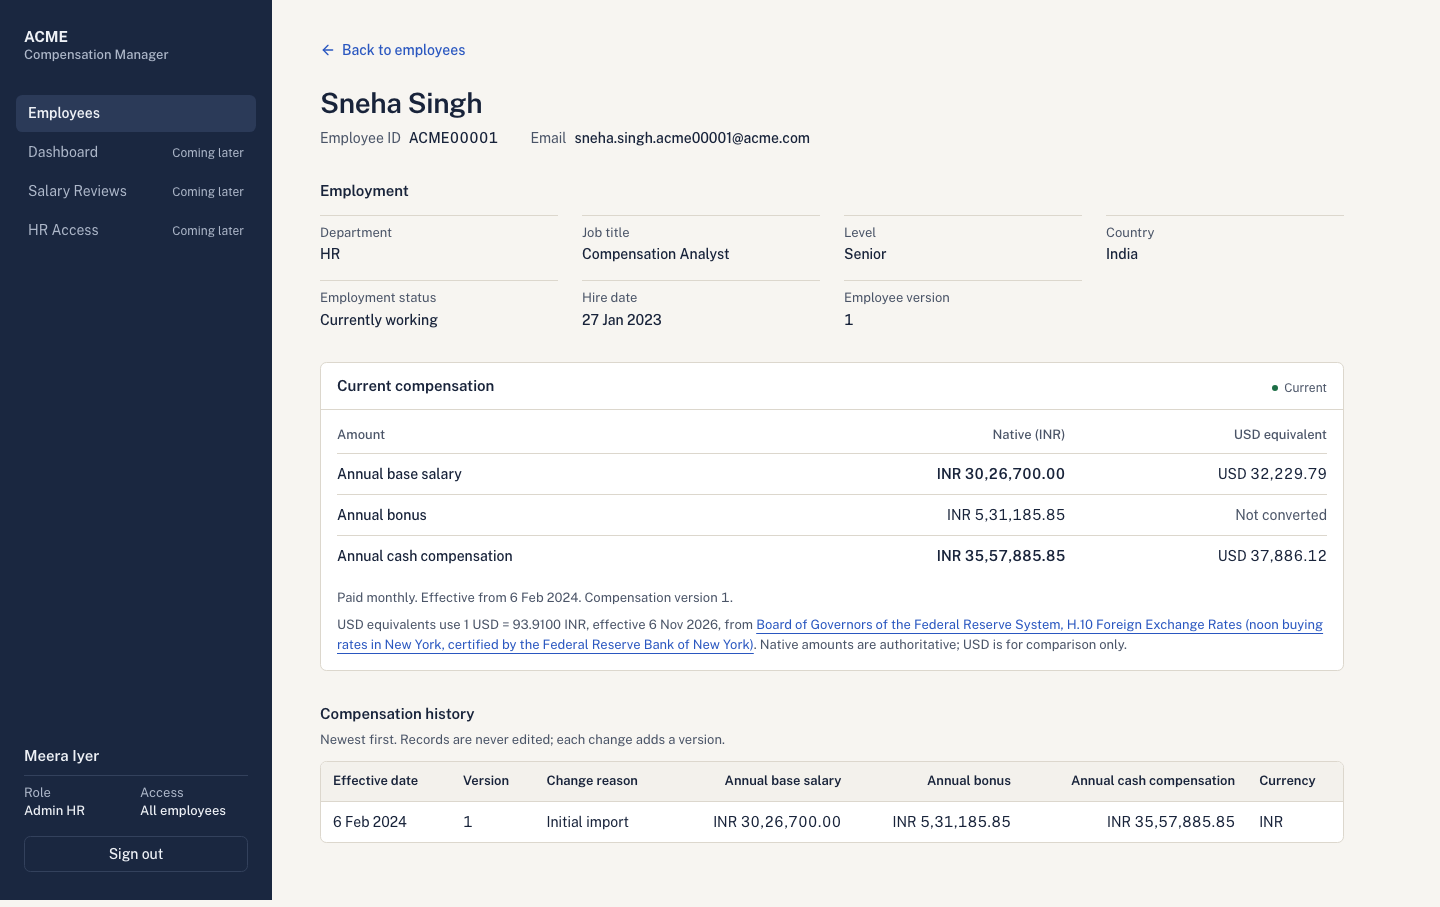 ACME
Compensation Manager
Employees
Dashboard Coming later
Salary Reviews Coming later
HR Access Coming later
Meera Iyer
Role Access
Admin HR All employees
Sign out
← Back to employees
Sneha Singh
Employee ID ACME00001 Email sneha.singh.acme00001@acme.com
Employment
Department Job title Level Country
HR Compensation Analyst Senior India
Employment status Hire date Employee version
Currently working 27 Jan 2023 1
Current compensation Current
Amount Native (INR) USD equivalent
Annual base salary INR 30,26,700.00 USD 32,229.79
Annual bonus INR 5,31,185.85 Not converted
Annual cash compensation INR 35,57,885.85 USD 37,886.12
Paid monthly. Effective from 6 Feb 2024. Compensation version 1.
USD equivalents use 1 USD = 93.9100 INR, effective 6 Nov 2026, from Board of Governors of the Federal Reserve System, H.10 Foreign Exchange Rates (noon buying
rates in New York, certified by the Federal Reserve Bank of New York). Native amounts are authoritative; USD is for comparison only.
Compensation history
Newest first. Records are never edited; each change adds a version.
Effective date Version Change reason Annual base salary Annual bonus Annual cash compensation Currency
6 Feb 2024 1 Initial import INR 30,26,700.00 INR 5,31,185.85 INR 35,57,885.85 INR